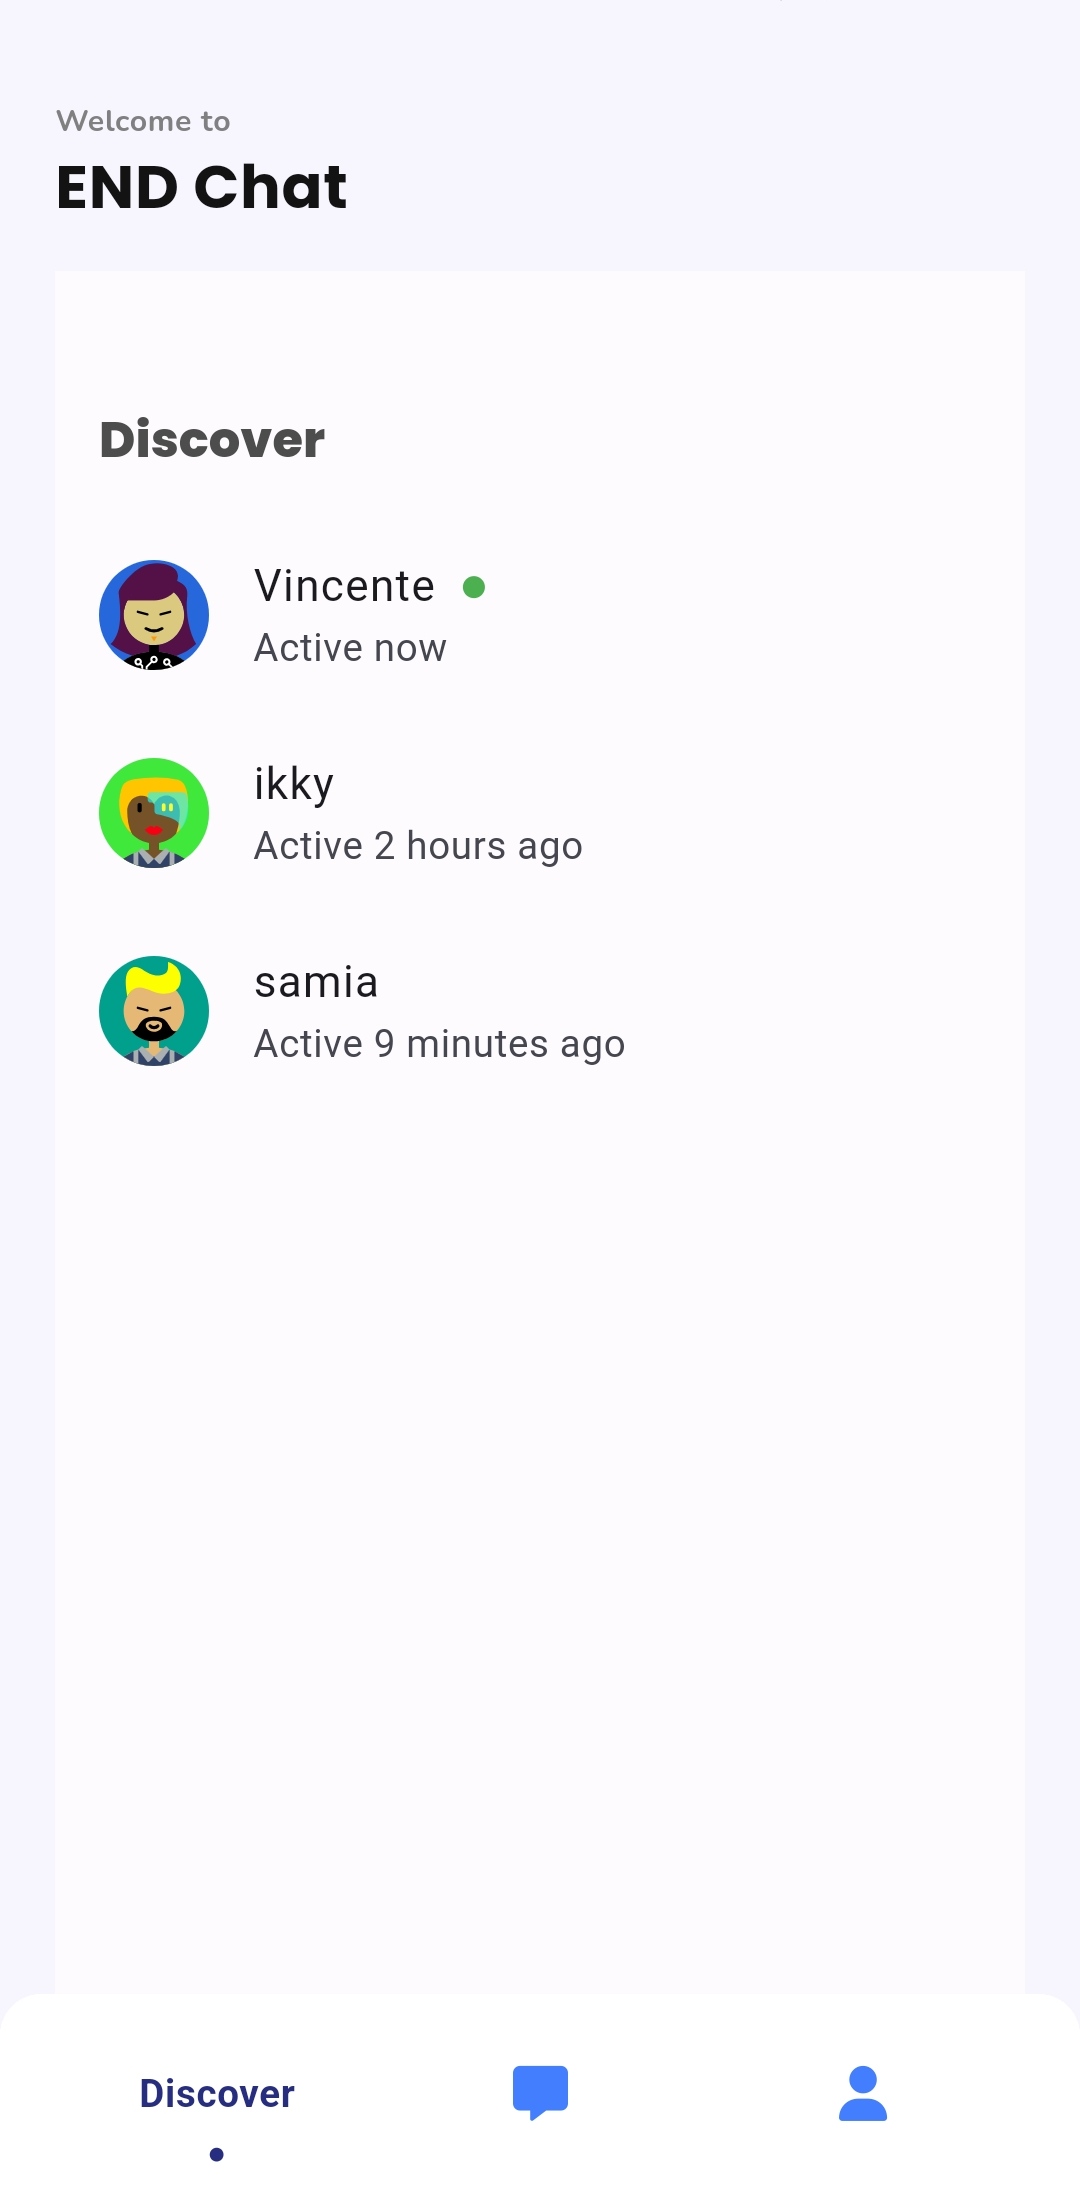 Welcome to
END Chat
Discover
Vincente
Active now
ikky
Active 2 hours ago
samia
Active 9 minutes ago
Discover